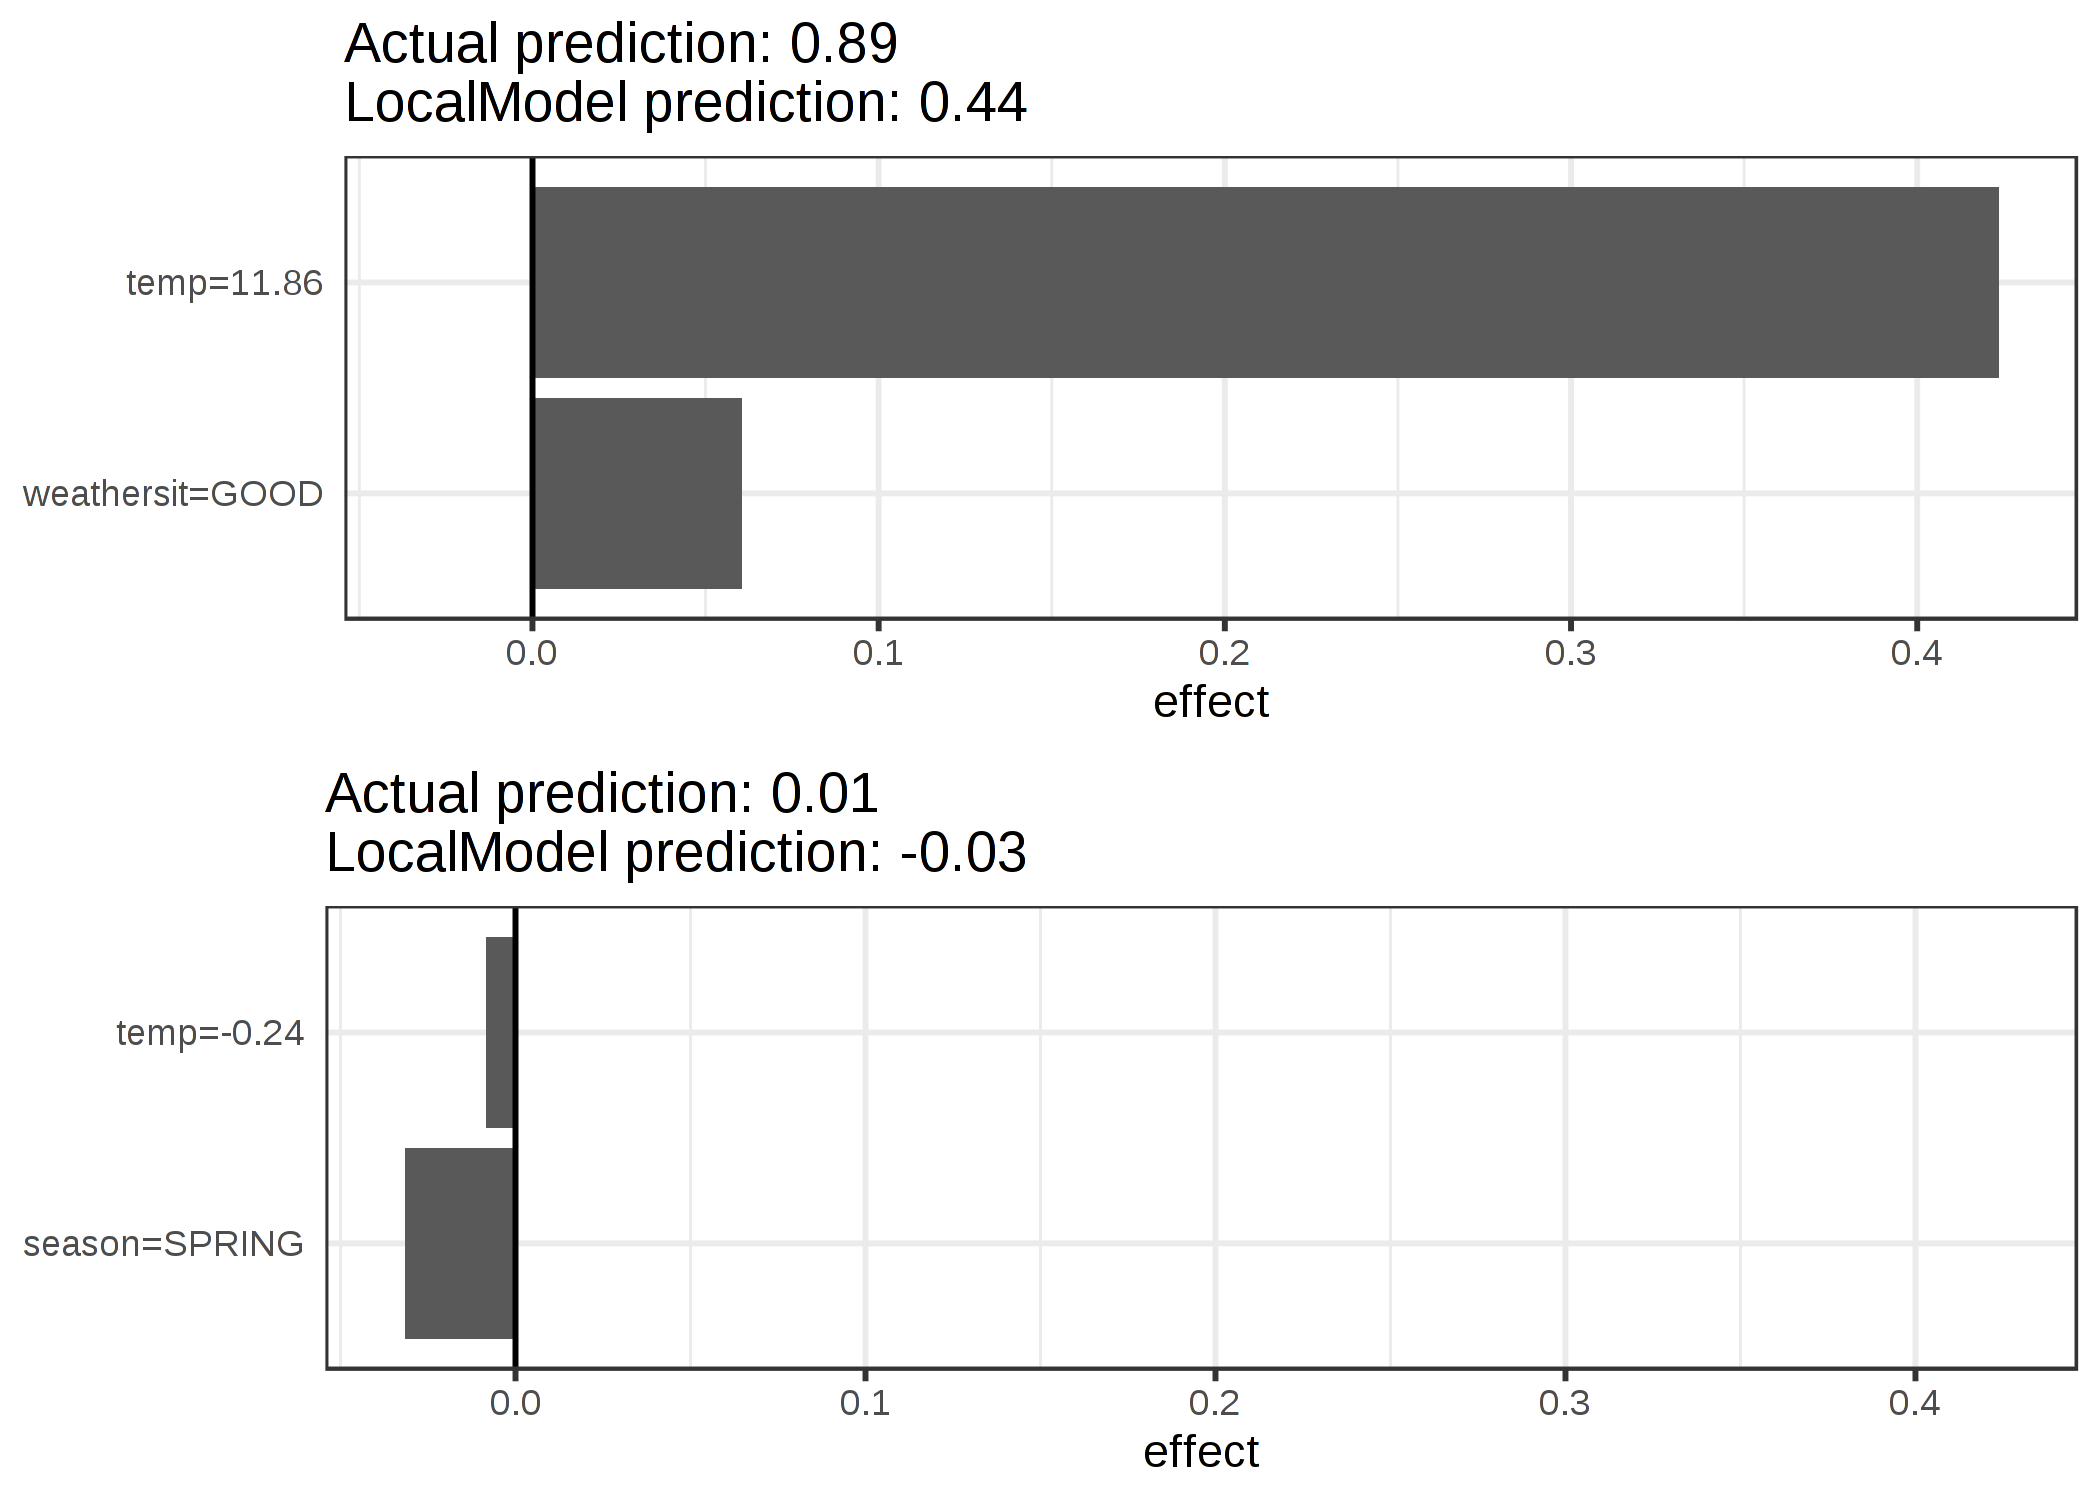 Actual prediction: 0.89
LocalModel prediction: 0.44
temp=11.86
weathersit=GOOD
0.0 0.1 0.2 0.3 0.4
effect
Actual prediction: 0.01
LocalModel prediction: -0.03
temp=-0.24
season=SPRING
0.0 0.1 0.2 0.3 0.4
effect